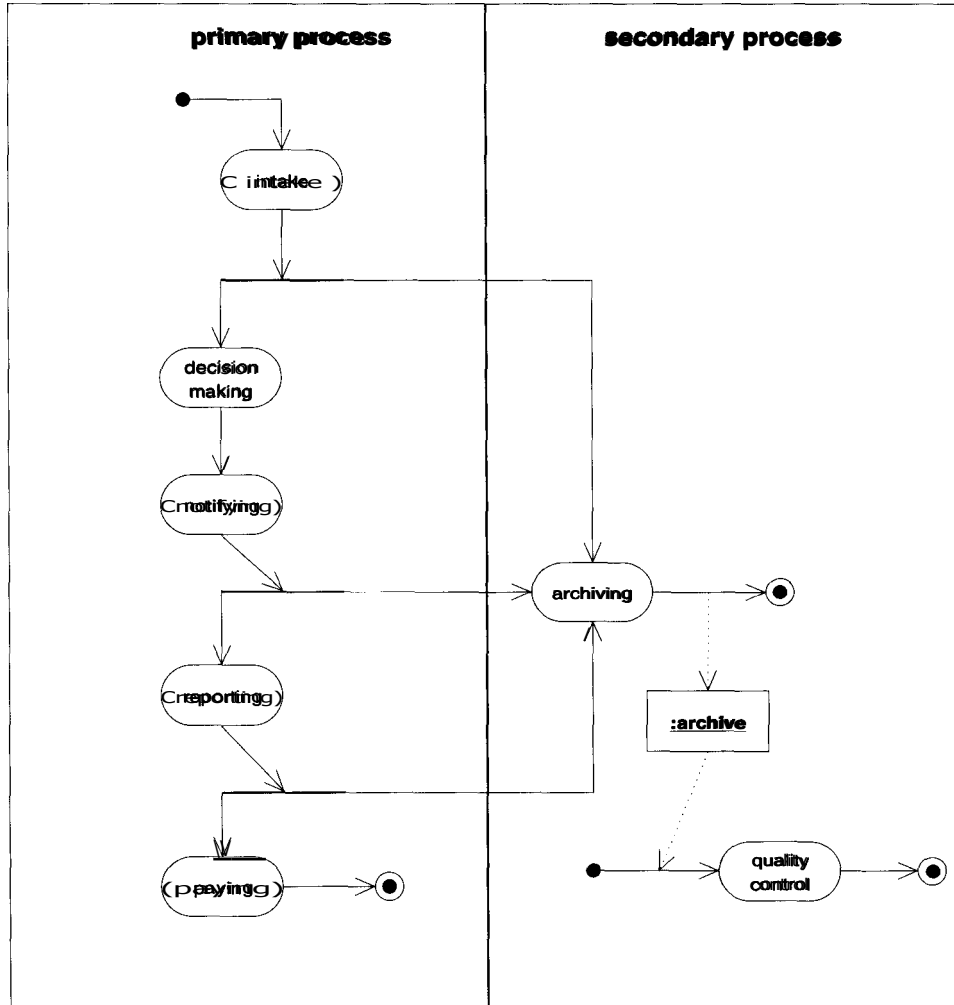 primary process
secondary process
intake
decision
making
notifying
archiving
reporting
:archive
paying
quality
control